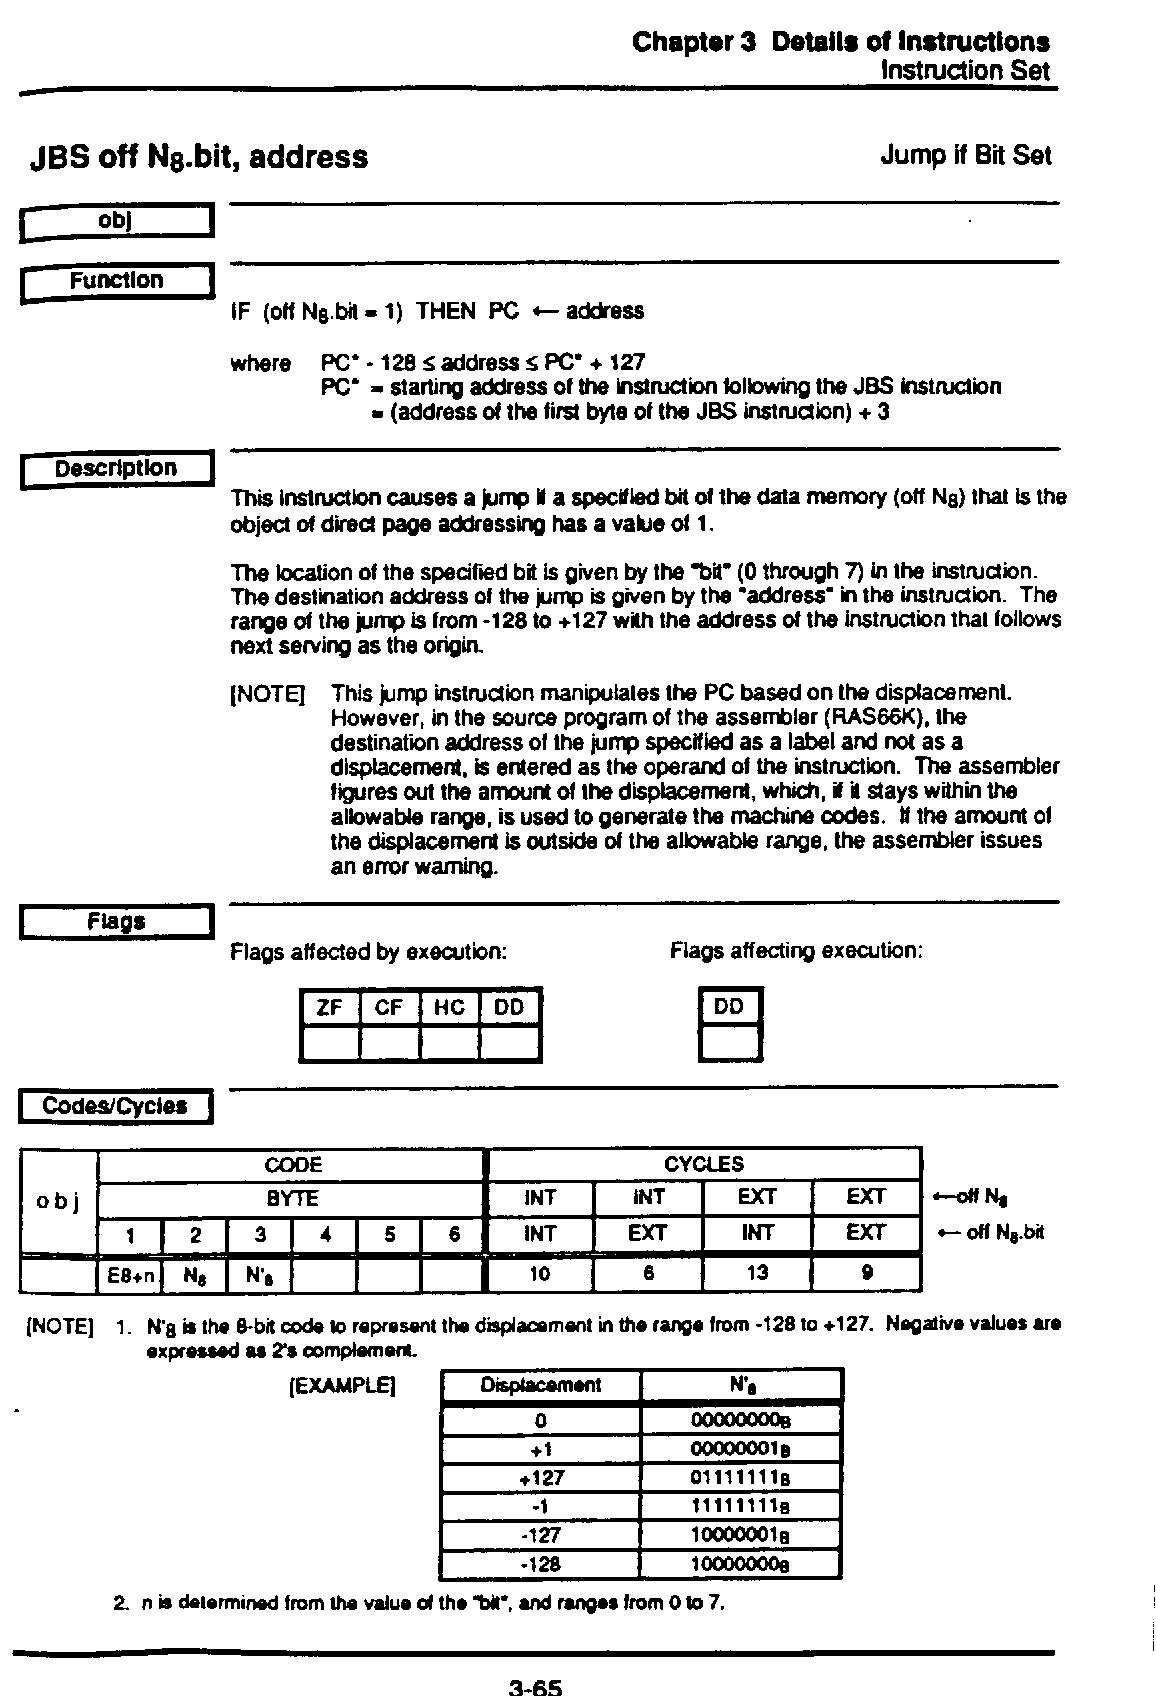 Chapter 3 Details of Instructions
Instruction Set
JBS off N8.bit, address Jump if Bit Set
obj
Function
IF (off N8.bit = 1) THEN PC ← address
where PC* - 128 ≤ address ≤ PC* + 127
PC* = starting address of the instruction following the JBS instruction
= (address of the first byte of the JBS instruction) + 3
Description
This instruction causes a jump if a specified bit of the data memory (off N8) that is the
object of direct page addressing has a value of 1.
The location of the specified bit is given by the "bit" (0 through 7) in the instruction.
The destination address of the jump is given by the "address" in the instruction. The
range of the jump is from -128 to +127 with the address of the instruction that follows
next serving as the origin.
[NOTE] This jump instruction manipulates the PC based on the displacement.
However, in the source program of the assembler (RAS66K), the
destination address of the jump specified as a label and not as a
displacement, is entered as the operand of the instruction. The assembler
figures out the amount of the displacement, which, if it stays within the
allowable range, is used to generate the machine codes. If the amount of
the displacement is outside of the allowable range, the assembler issues
an error warning.
Flags
Flags affected by execution: Flags affecting execution:
ZF CF HC DD DD
Codes/Cycles
obj CODE CYCLES
BYTE INT INT EXT EXT ←off N8
1 2 3 4 5 6 INT EXT INT EXT ← off N8.bit
E8+n N8 N'8 10 6 13 9
[NOTE] 1. N'8 is the 8-bit code to represent the displacement in the range from -128 to +127. Negative values are
expressed as 2's complement.
[EXAMPLE] Displacement N'8
0 00000000B
+1 00000001B
+127 01111111B
-1 11111111B
-127 10000001B
-128 10000000B
2. n is determined from the value of the "bit", and ranges from 0 to 7.
3-65